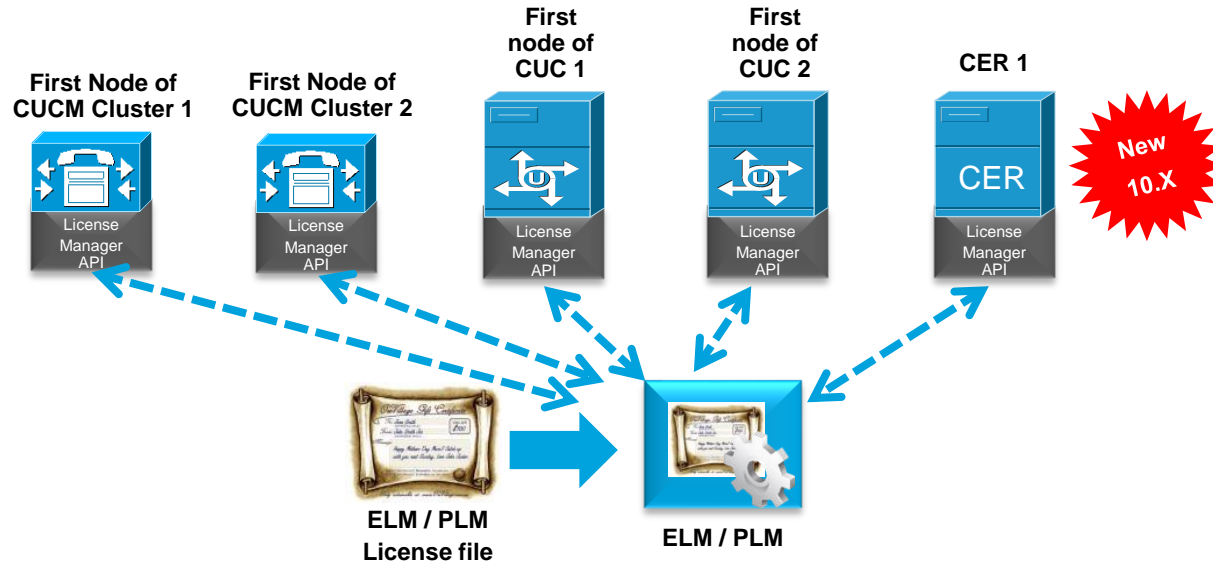 First Node of
CUCM Cluster 1
First Node of
CUCM Cluster 2
First
node of
CUC 1
First
node of
CUC 2
CER 1
New
10.X
U
U
CER
License
Manager
API
License
Manager
API
License
Manager
API
License
Manager
API
License
Manager
API
ELM / PLM
License file
ELM / PLM